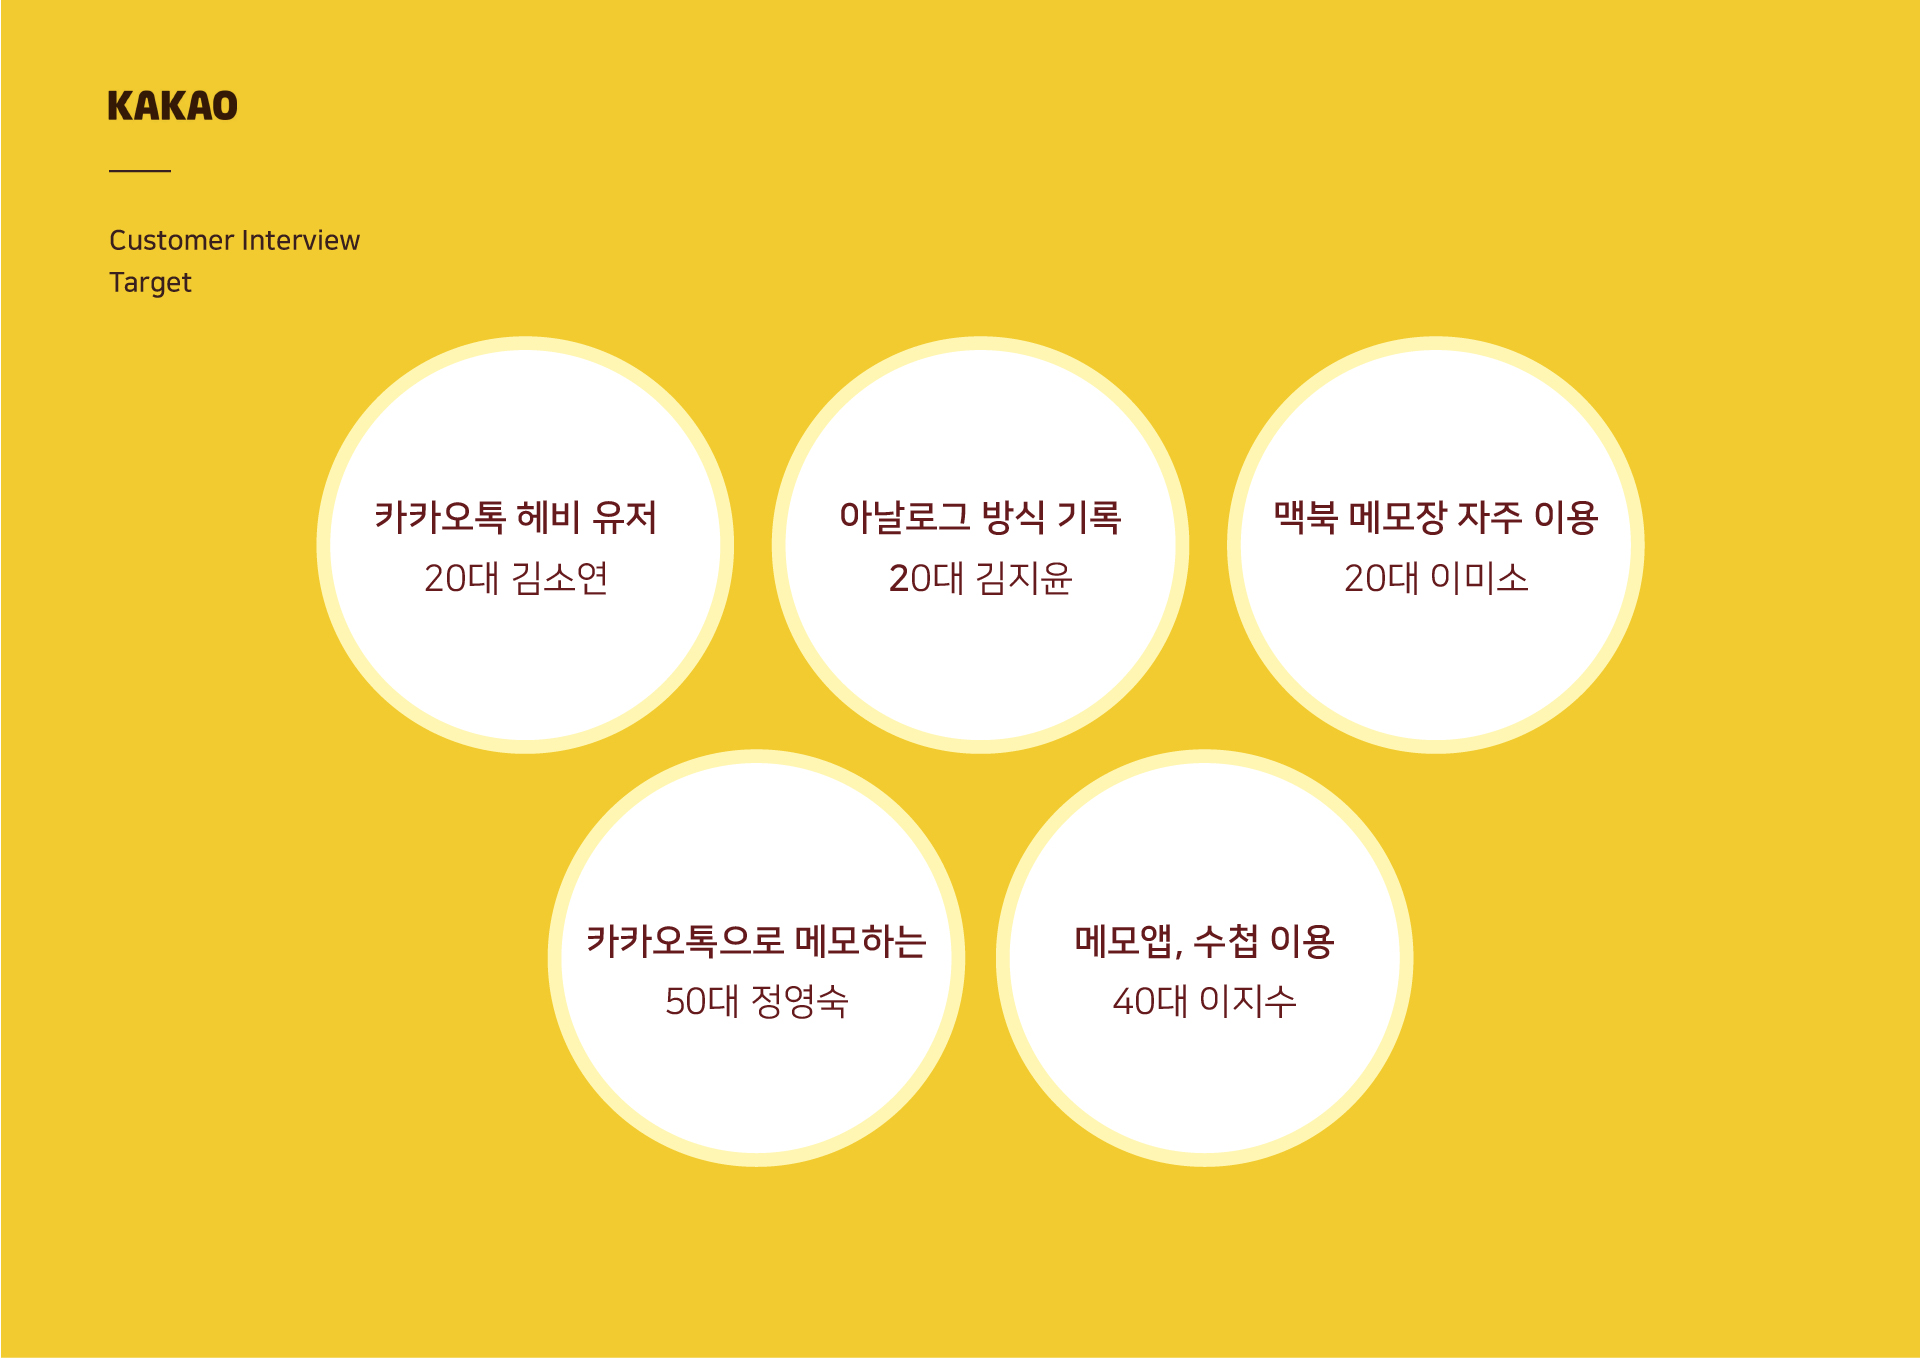 KAKAO
Customer Interview
Target
카카오톡 헤비 유저
20대 김소연
아날로그 방식 기록
20대 김지윤
맥북 메모장 자주 이용
20대 이미소
카카오톡으로 메모하는
50대 정영숙
메모앱, 수첩 이용
40대 이지수